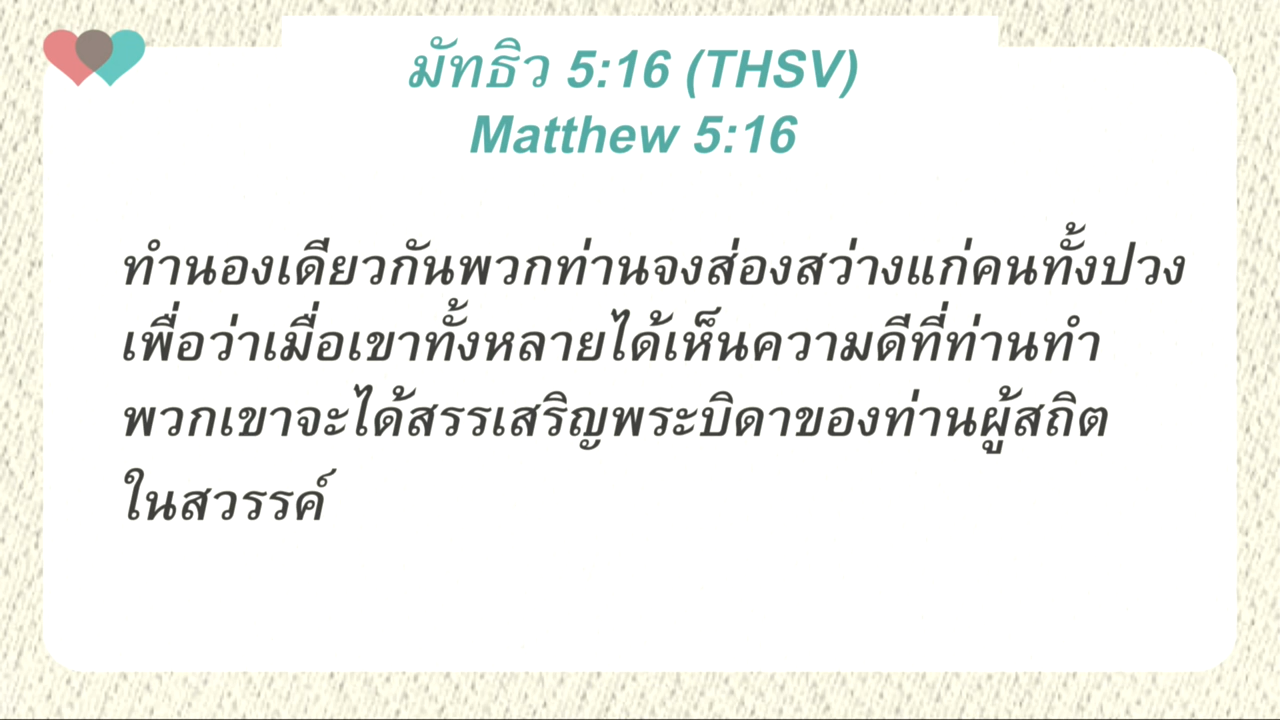 มัทธิว 5:16 (THSV)
Matthew 5:16
ทำนองเดียวกันพวกท่านจงส่องสว่างแก่คนทั้งปวง
เพื่อว่าเมื่อเขาทั้งหลายได้เห็นความดีที่ท่านทำ
พวกเขาจะได้สรรเสริญพระบิดาของท่านผู้สถิต
ในสวรรค์